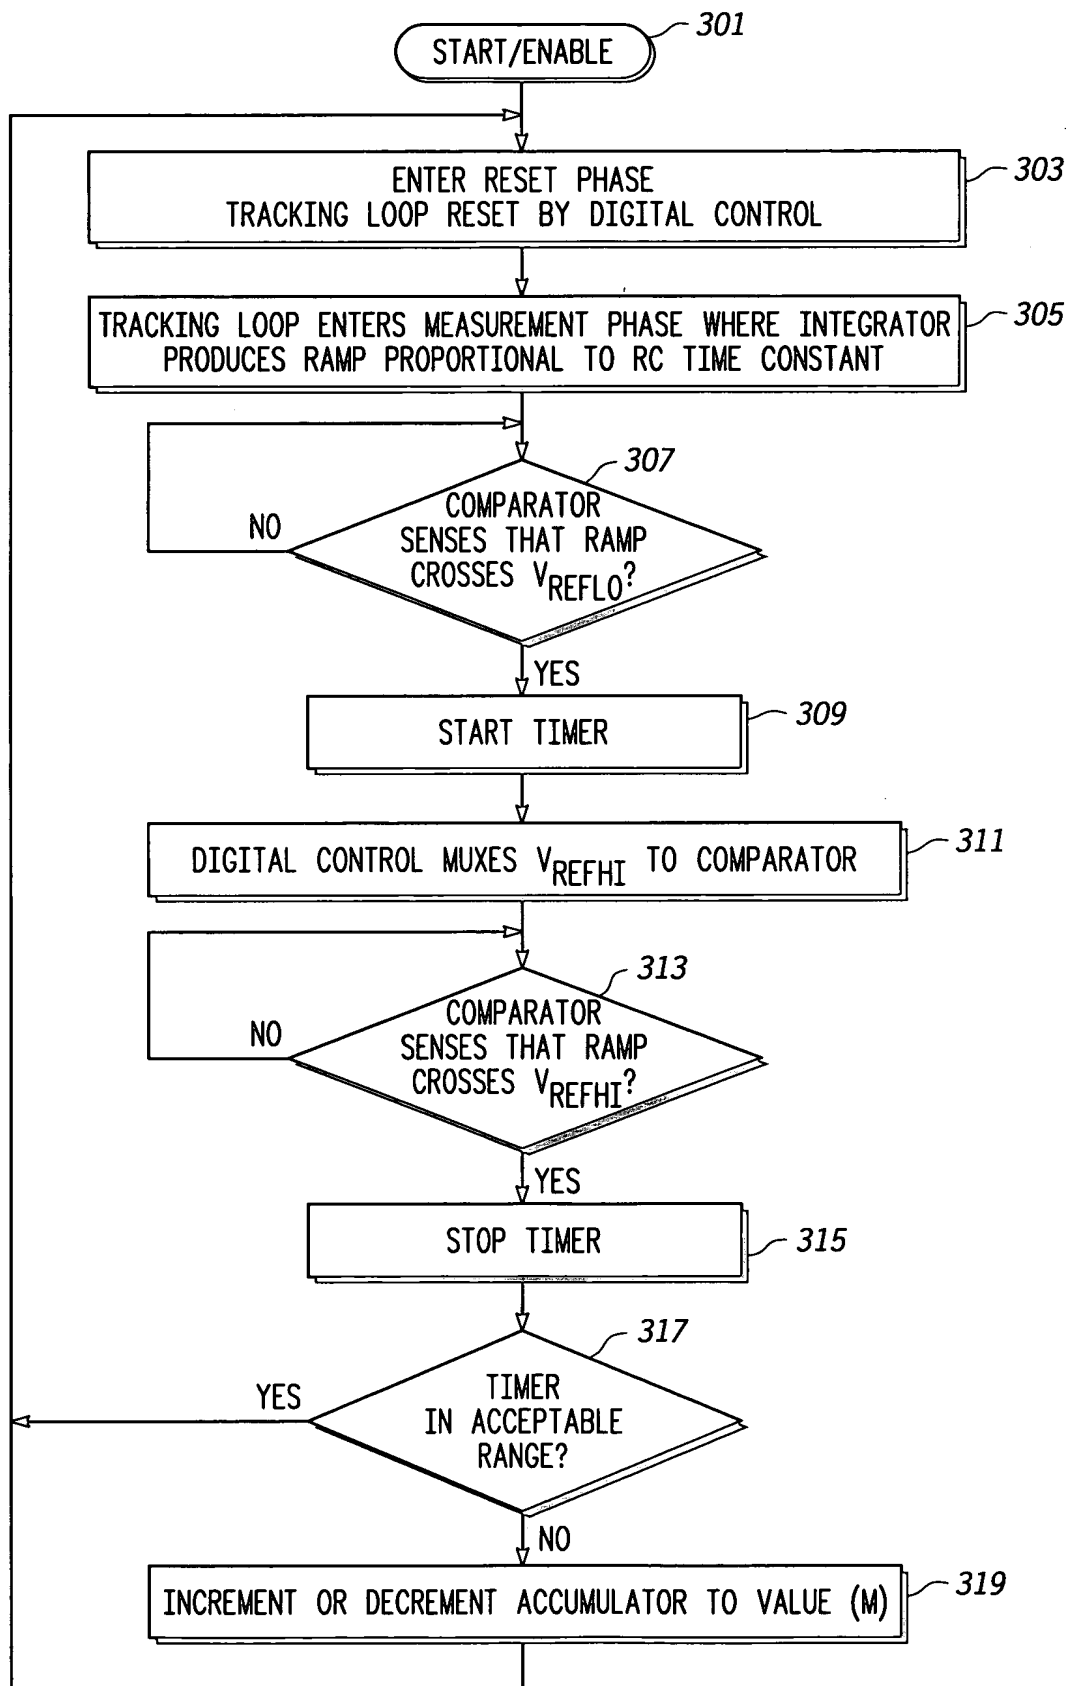 START/ENABLE
301
ENTER RESET PHASE
TRACKING LOOP RESET BY DIGITAL CONTROL
303
TRACKING LOOP ENTERS MEASUREMENT PHASE WHERE INTEGRATOR
PRODUCES RAMP PROPORTIONAL TO RC TIME CONSTANT
305
307
COMPARATOR
SENSES THAT RAMP
CROSSES VREFLO?
NO
YES
START TIMER
309
DIGITAL CONTROL MUXES VREFHI TO COMPARATOR
311
313
COMPARATOR
SENSES THAT RAMP
CROSSES VREFHI?
NO
YES
STOP TIMER
315
317
YES
TIMER
IN ACCEPTABLE
RANGE?
NO
INCREMENT OR DECREMENT ACCUMULATOR TO VALUE (M)
319